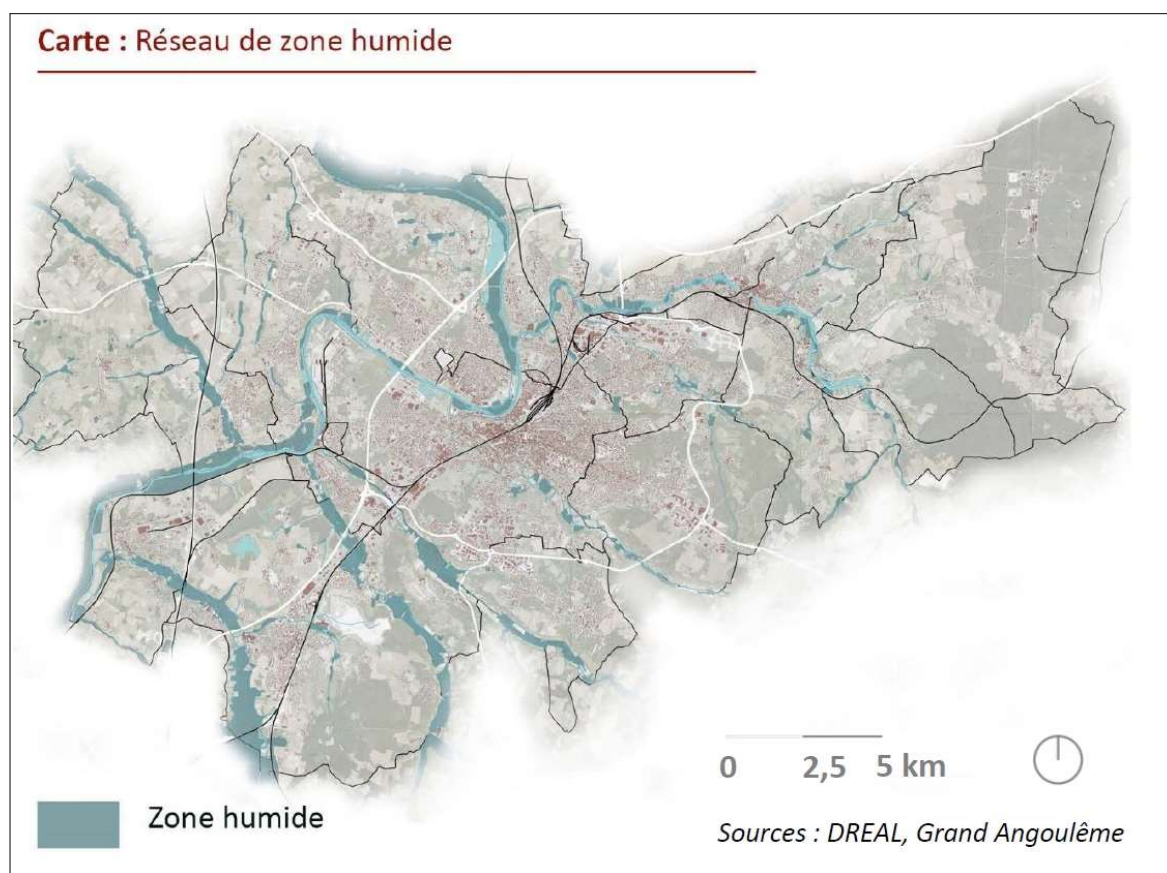 Carte : Réseau de zone humide
0 2,5 5 km
Zone humide
Sources : DREAL, Grand Angoulême